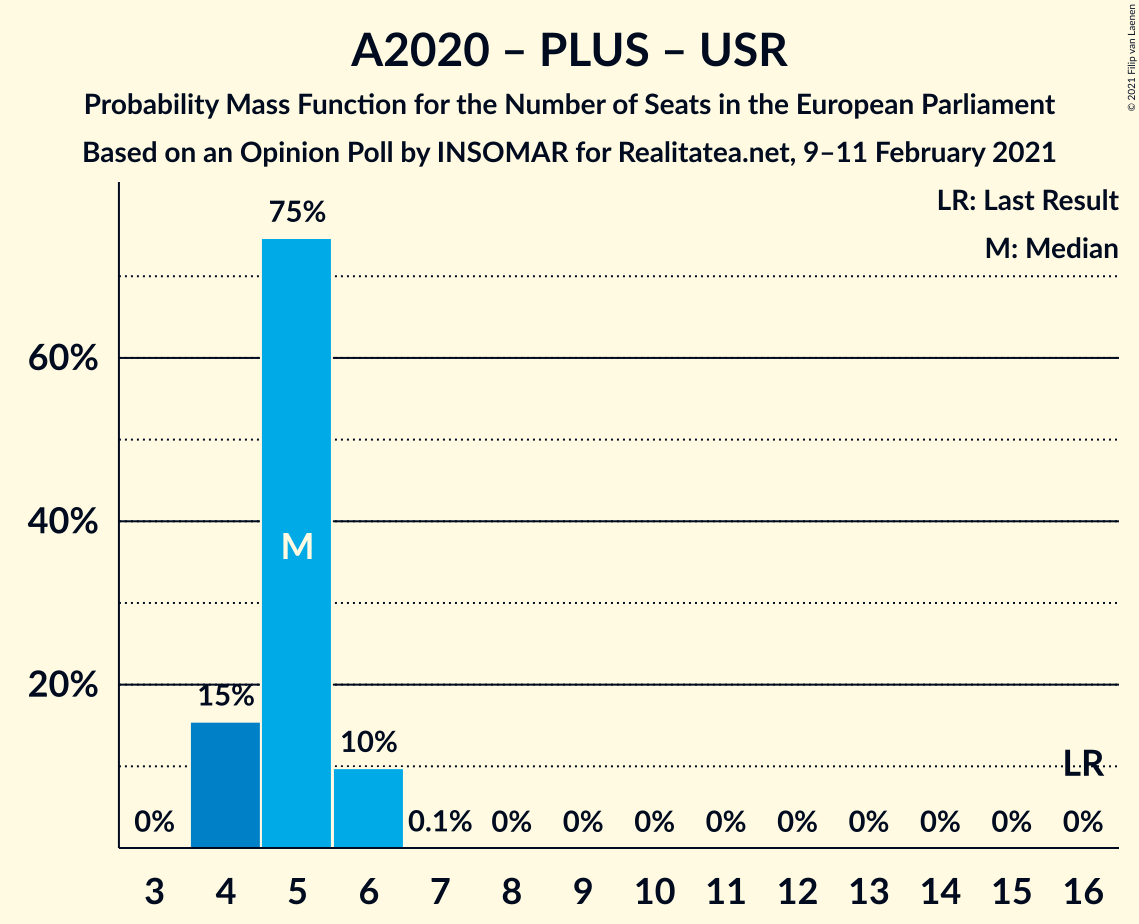 A2020 – PLUS – USR
Probability Mass Function for the Number of Seats in the European Parliament
Based on an Opinion Poll by INSOMAR for Realitatea.net, 9–11 February 2021
© 2021 Filip van Laenen
LR: Last Result
M: Median
75%
60%
40%
M
20%
15%
10%
LR
0% 0.1% 0% 0% 0% 0% 0% 0% 0% 0% 0%
3 4 5 6 7 8 9 10 11 12 13 14 15 16